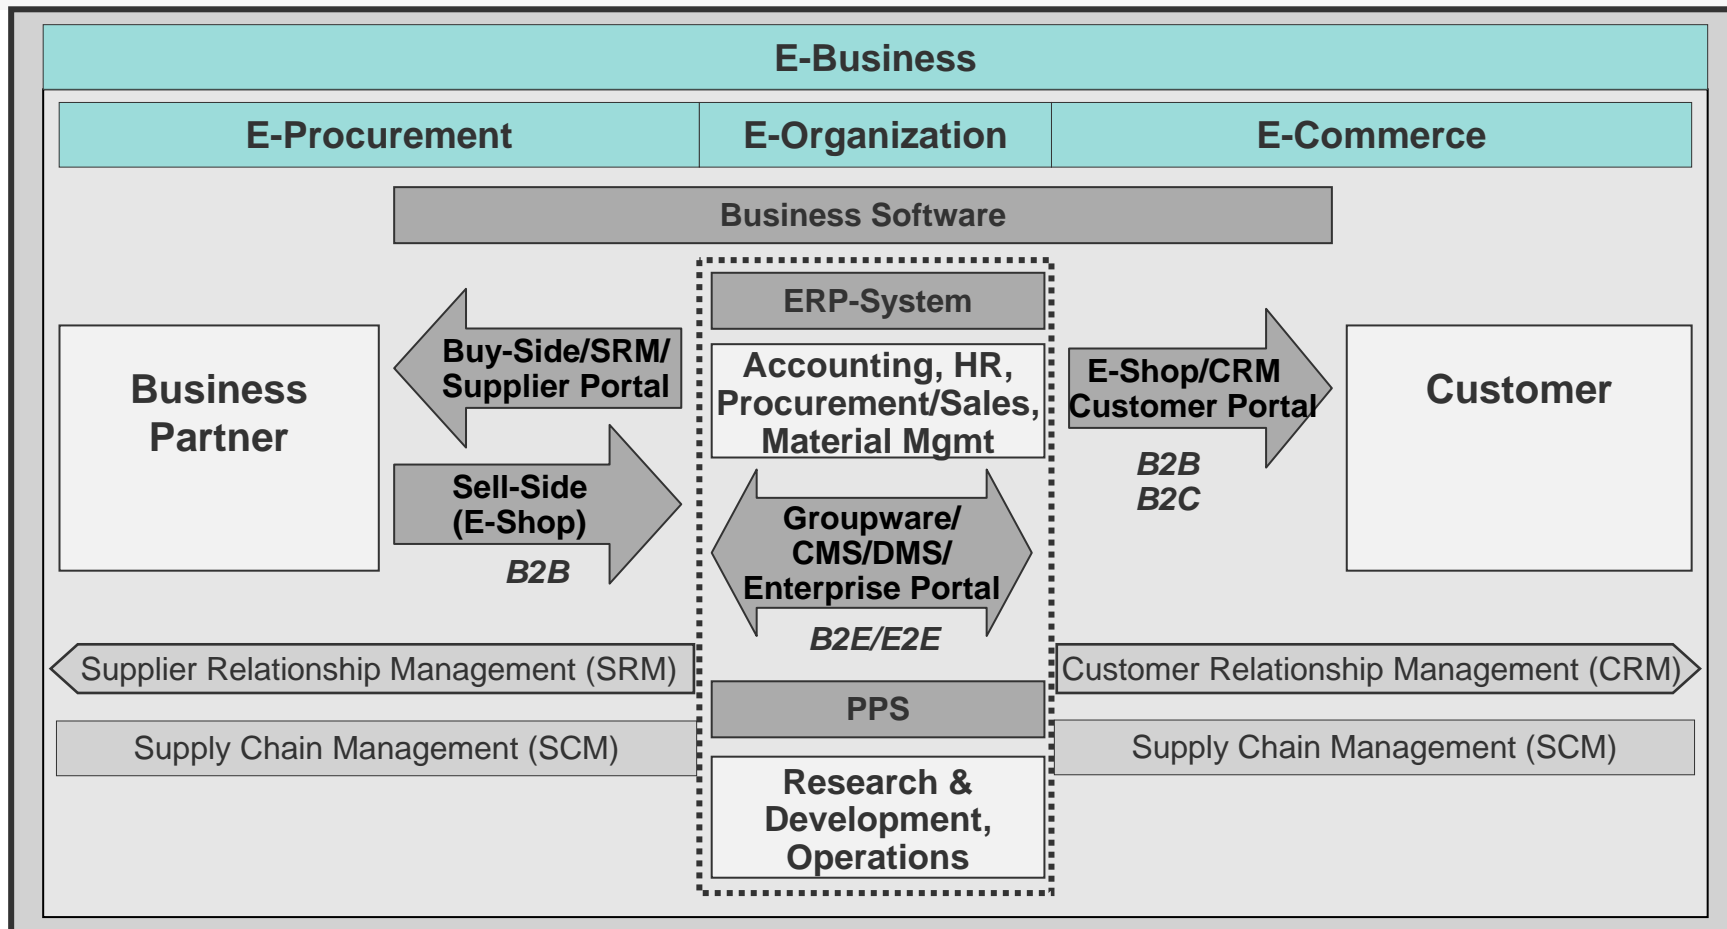 E-Business
E-Procurement
E-Organization
E-Commerce
Business Software
ERP-System
Business
Partner
Buy-Side/SRM/
Supplier Portal
Accounting, HR,
Procurement/Sales,
Material Mgmt
E-Shop/CRM
Customer Portal
Customer
B2B
B2C
Sell-Side
(E-Shop)
B2B
Groupware/
CMS/DMS/
Enterprise Portal
B2E/E2E
Supplier Relationship Management (SRM)
Customer Relationship Management (CRM)
PPS
Supply Chain Management (SCM)
Supply Chain Management (SCM)
Research &
Development,
Operations